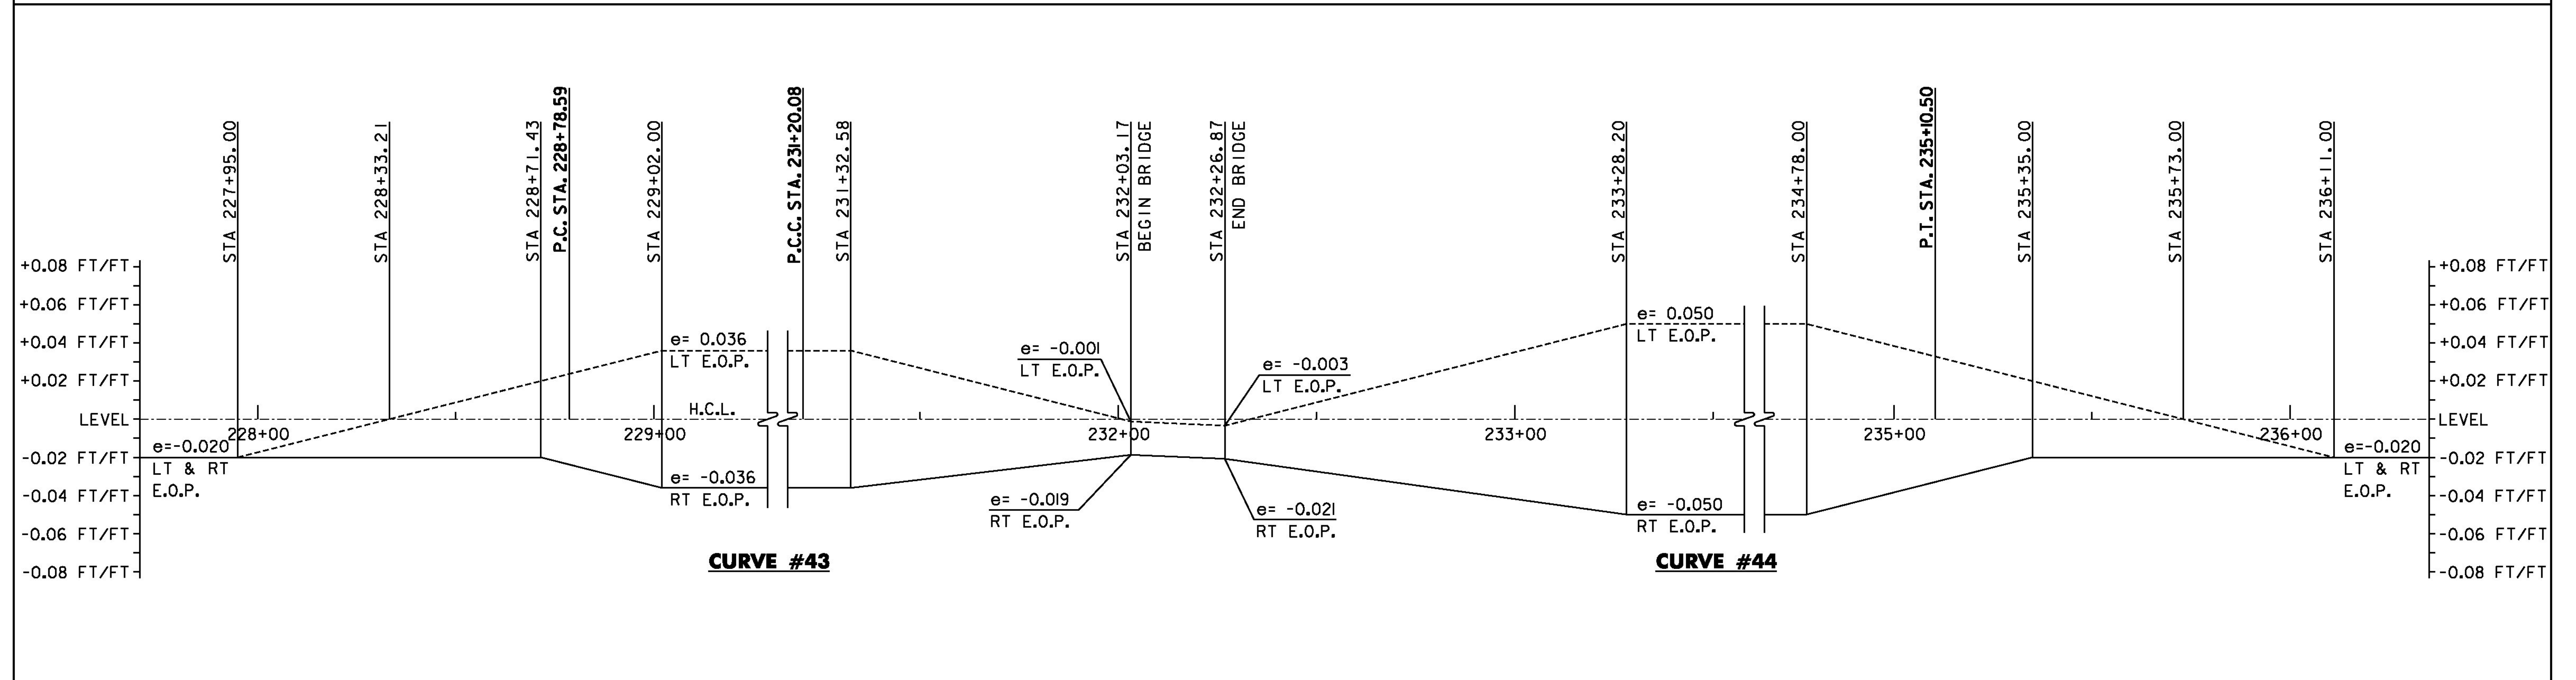 STA 227+95.00
STA 228+33.21
STA 228+71.43
P.C. STA. 228+78.59
STA 229+02.00
P.C.C. STA. 231+20.08
STA 231+32.58
STA 232+03.17
BEGIN BRIDGE
STA 232+26.87
END BRIDGE
STA 233+28.20
STA 234+78.00
P.T. STA. 235+10.50
STA 235+35.00
STA 235+73.00
STA 236+11.00
+0.08 FT/FT
+0.06 FT/FT
+0.04 FT/FT
+0.02 FT/FT
LEVEL
-0.02 FT/FT
-0.04 FT/FT
-0.06 FT/FT
-0.08 FT/FT
e=-0.020
LT & RT
E.O.P.
228+00
229+00
H.C.L.
e= 0.036
LT E.O.P.
e= -0.036
RT E.O.P.
CURVE #43
e= -0.001
LT E.O.P.
232+00
e= -0.019
RT E.O.P.
e= -0.003
LT E.O.P.
e= -0.021
RT E.O.P.
233+00
e= 0.050
LT E.O.P.
e= -0.050
RT E.O.P.
CURVE #44
235+00
236+00
e=-0.020
LT & RT
E.O.P.
+0.08 FT/FT
+0.06 FT/FT
+0.04 FT/FT
+0.02 FT/FT
LEVEL
-0.02 FT/FT
-0.04 FT/FT
-0.06 FT/FT
-0.08 FT/FT